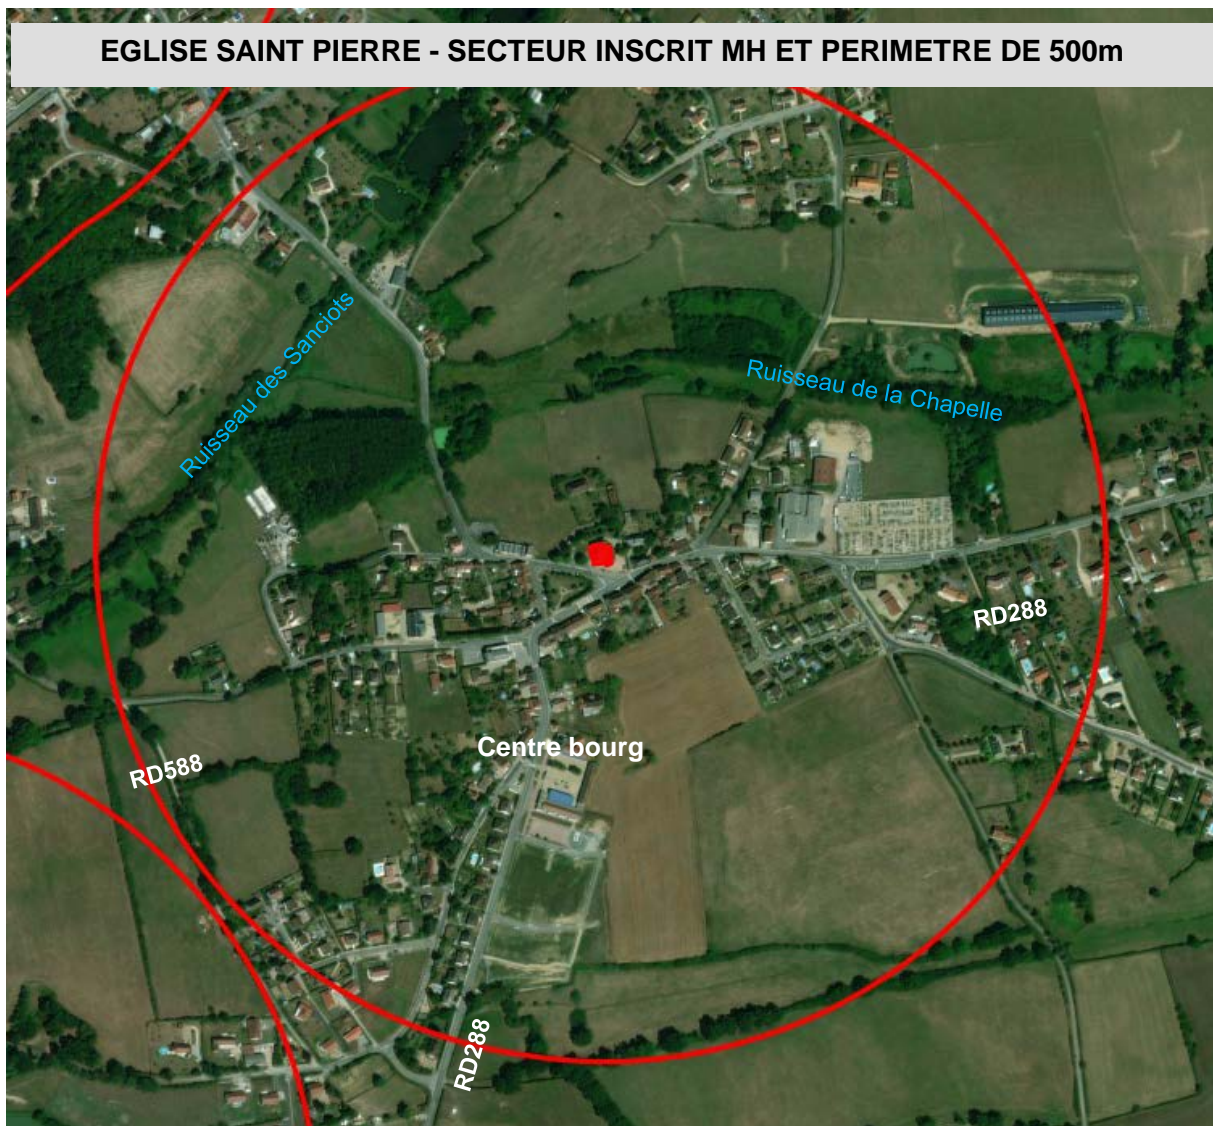 EGLISE SAINT PIERRE - SECTEUR INSCRIT MH ET PERIMETRE DE 500m
Ruisseau des Sanciots
Ruisseau de la Chapelle
RD288
Centre bourg
RD588
RD288